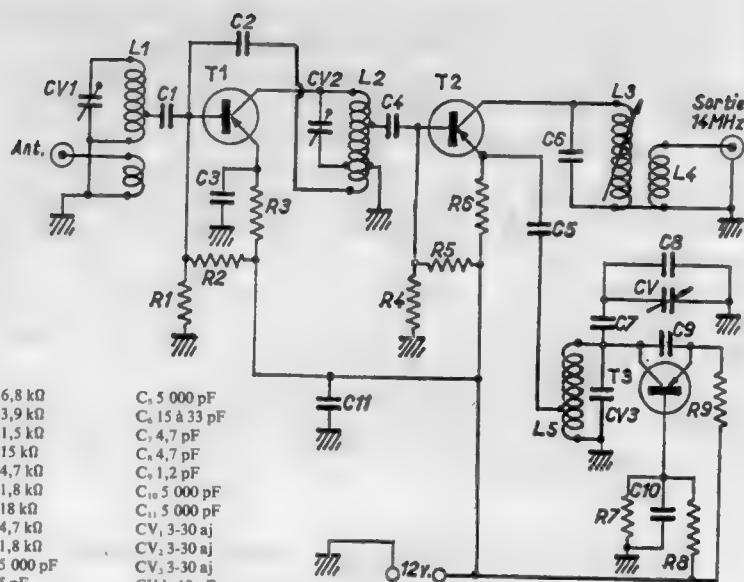 C2
L1
CV1
C1
T1
CV2
L2
C4
T2
L3
Sortie
14MHz
Ant.
C3
R3
C6
L4
R6
C5
R2
R5
C8
R1
R4
CV
C7
C9
C11
T3
L5
CV3
R9
C10
R7
R8
12v.
6,8 kΩ
3,9 kΩ
1,5 kΩ
15 kΩ
4,7 kΩ
1,8 kΩ
18 kΩ
4,7 kΩ
1,8 kΩ
5 000 pF
C₅ 5 000 pF
C₆ 15 à 33 pF
C₇ 4,7 pF
C₈ 4,7 pF
C₉ 1,2 pF
C₁₀ 5 000 pF
C₁₁ 5 000 pF
CV₁ 3-30 aj
CV₂ 3-30 aj
CV₃ 3-30 aj